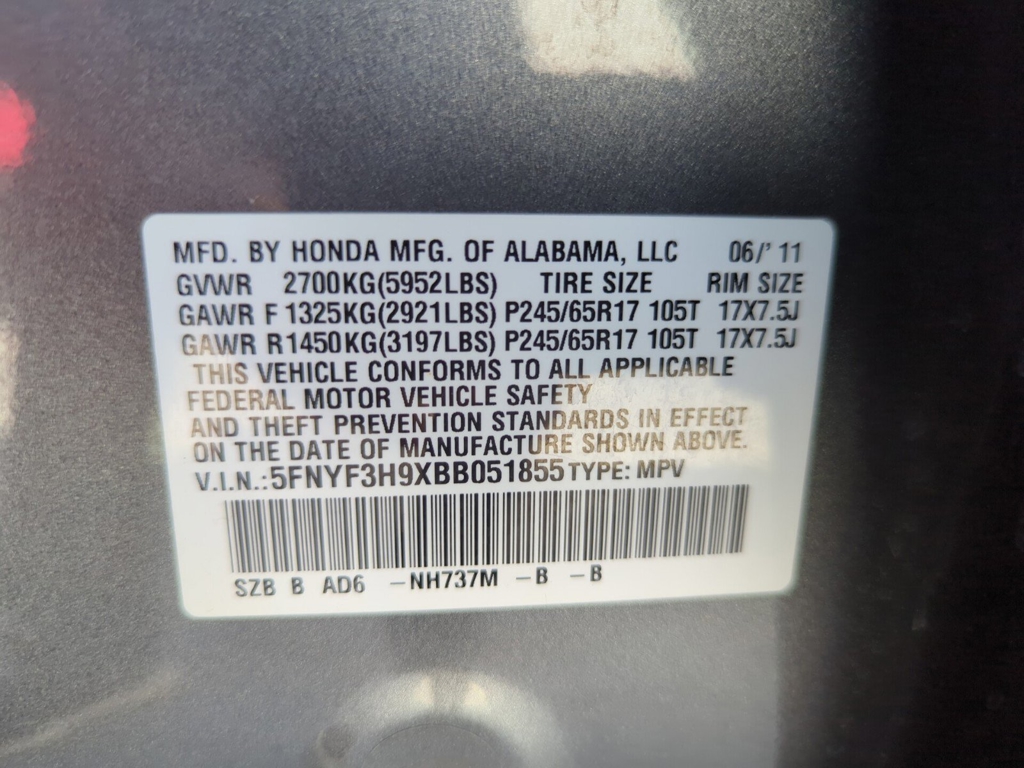 MFD. BY HONDA MFG. OF ALABAMA, LLC 06/' 11
GVWR 2700KG(5952LBS) TIRE SIZE RIM SIZE
GAWR F 1325KG(2921LBS) P245/65R17 105T 17X7.5J
GAWR R1450KG(3197LBS) P245/65R17 105T 17X7.5J
THIS VEHICLE CONFORMS TO ALL APPLICABLE
FEDERAL MOTOR VEHICLE SAFETY
AND THEFT PREVENTION STANDARDS IN EFFECT
ON THE DATE OF MANUFACTURE SHOWN ABOVE.
V.I.N.:5FNYF3H9XBB051855 TYPE: MPV
SZB B AD6 -NH737M -B -B